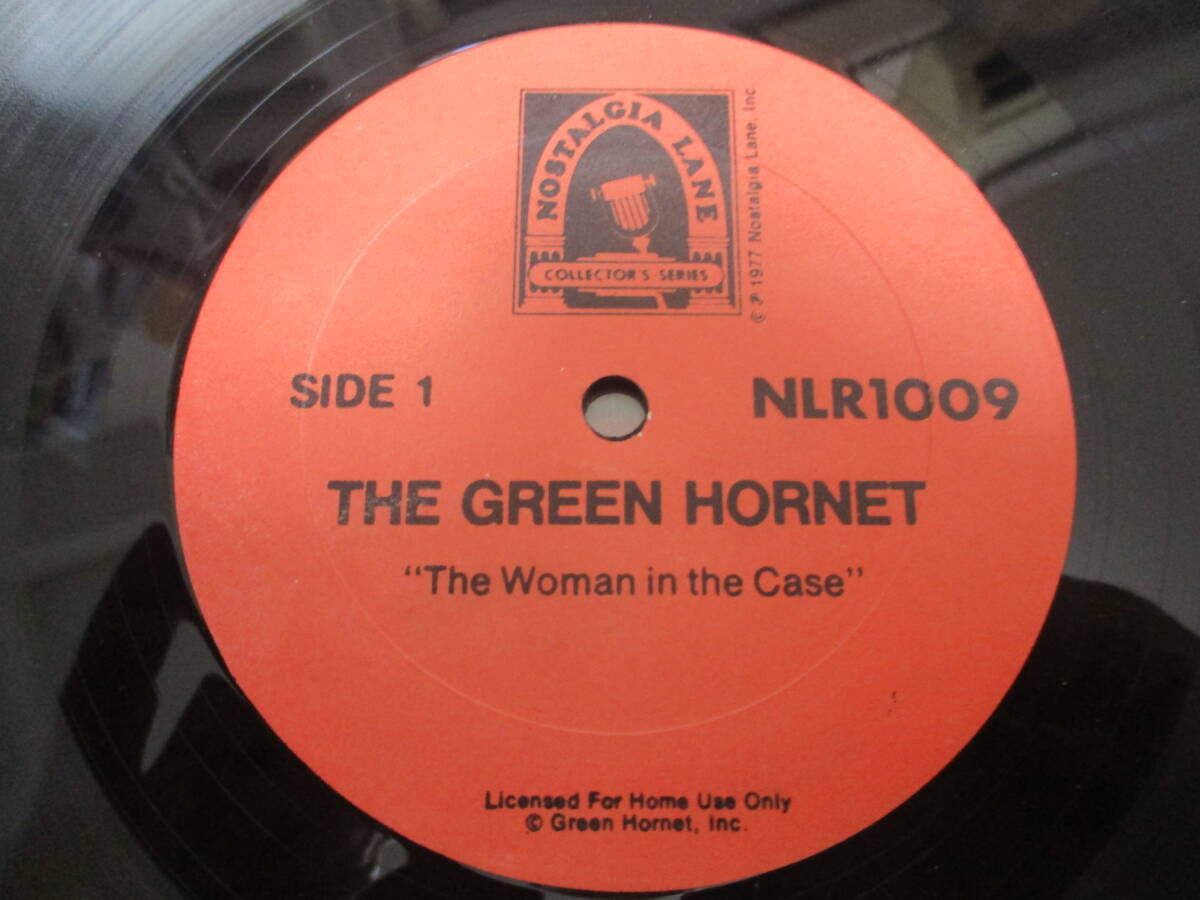 NOSTALGIA LANE
COLLECTOR'S SERIES
© ℗ 1977 Nostalgia Lane, Inc.
SIDE 1
NLR1009
THE GREEN HORNET
“The Woman in the Case”
Licensed For Home Use Only
© Green Hornet, Inc.